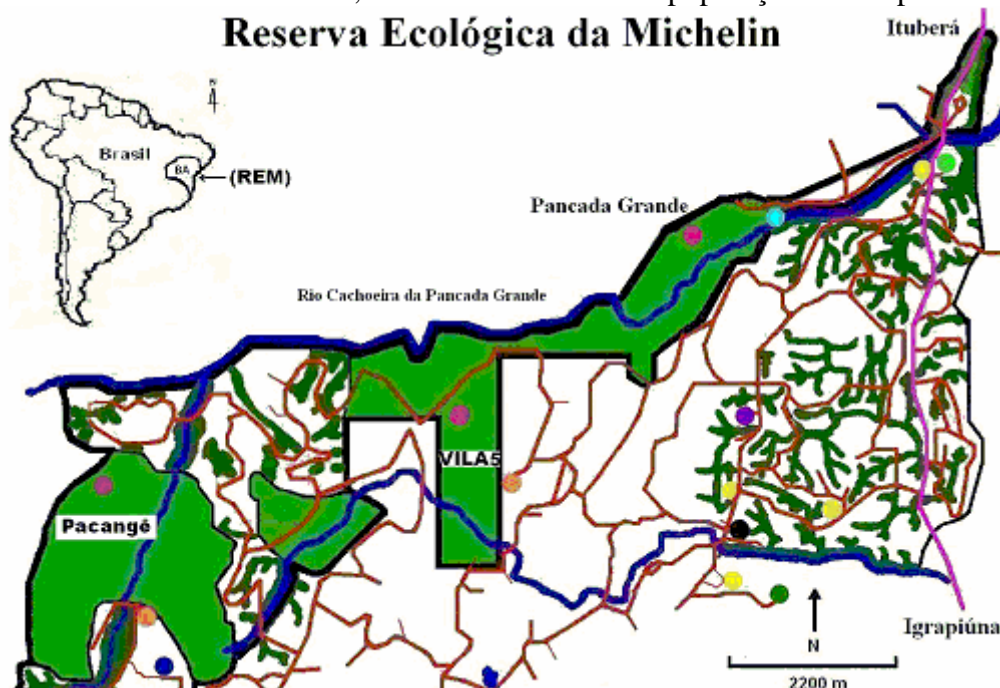 Reserva Ecológica da Michelin
Ituberá
N
Brasil
BA
(REM)
Pancada Grande
Rio Cachoeira da Pancada Grande
VILA5
Pacangê
Igrapiúna
N
2200 m